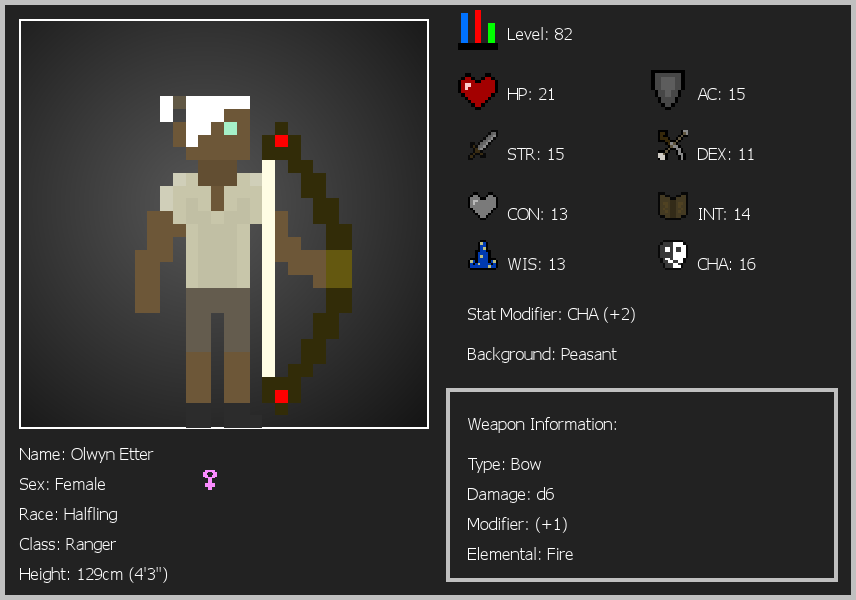 Level: 82
HP: 21
AC: 15
STR: 15
DEX: 11
CON: 13
INT: 14
WIS: 13
CHA: 16
Stat Modifier: CHA (+2)
Background: Peasant
Weapon Information:
Type: Bow
Damage: d6
Modifier: (+1)
Elemental: Fire
Name: Olwyn Etter
Sex: Female
Race: Halfling
Class: Ranger
Height: 129cm (4'3")